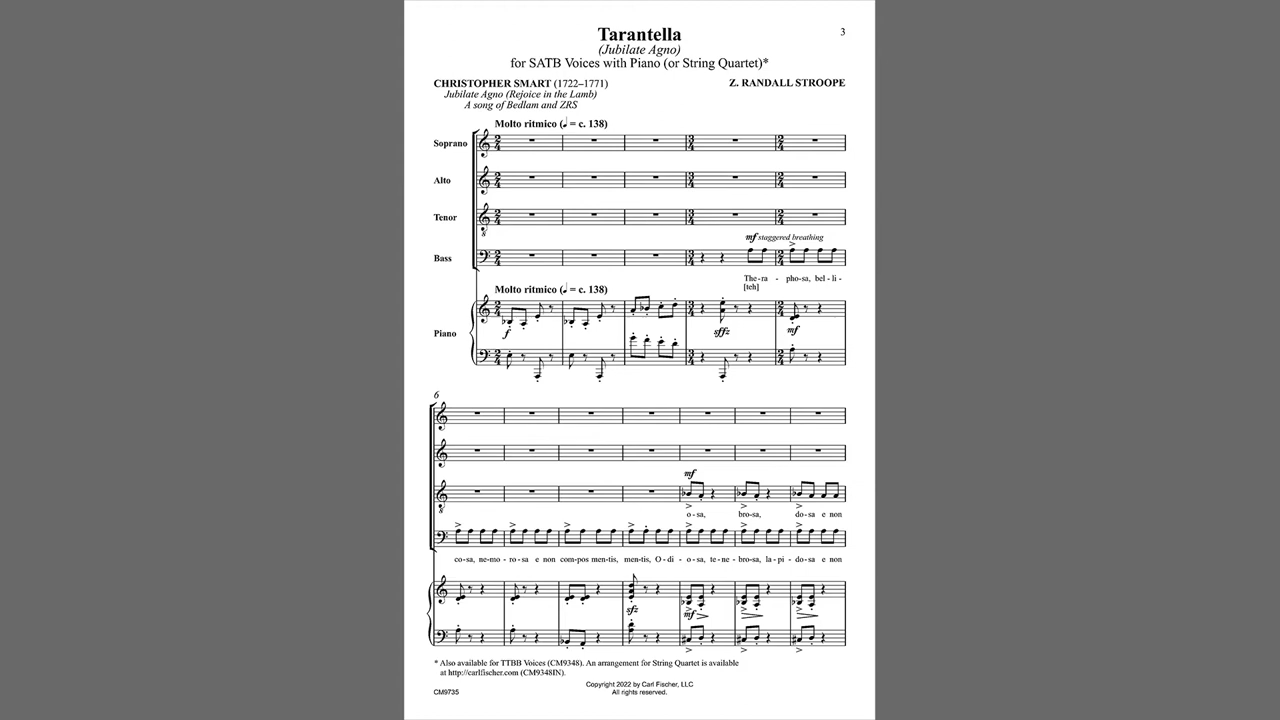 Tarantella
3
(Jubilate Agno)
for SATB Voices with Piano (or String Quartet)*
CHRISTOPHER SMART (1722–1771)
Z. RANDALL STROOPE
Jubilate Agno (Rejoice in the Lamb)
A song of Bedlam and ZRS
Molto ritmico (♩ = c. 138)
Soprano
Alto
Tenor
mf staggered breathing
Bass
The-ra - pho-sa, bel-li-
[teh]
Molto ritmico (♩ = c. 138)
Piano
f
sffz
mf
6
mf
o-sa, bro-sa, dosa e non
co-sa, ne-mo - ro-sa e non com-pos men-tis, men-tis, O-di - o-sa, te-ne-bro-sa, la-pi-do-sa e non
sfz
mf
* Also available for TTBB Voices (CM9348). An arrangement for String Quartet is available
at http://carlfischer.com (CM9348IN).
Copyright 2022 by Carl Fischer, LLC
CM9735
All rights reserved.